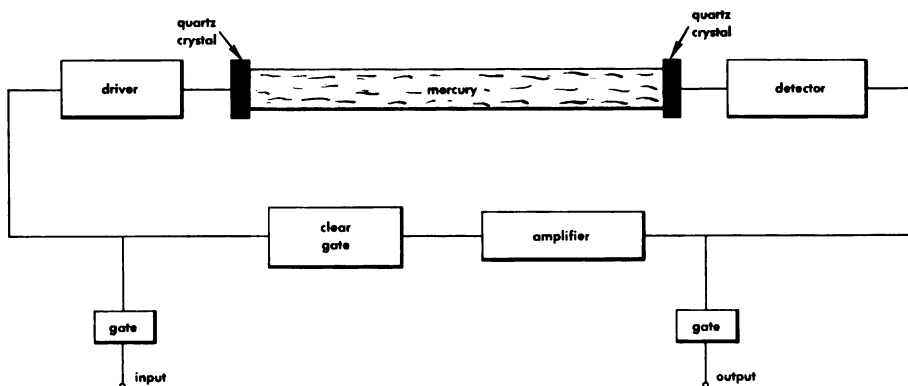 quartz
crystal
quartz
crystal
driver
mercury
detector
clear
gate
amplifier
gate
gate
input
output